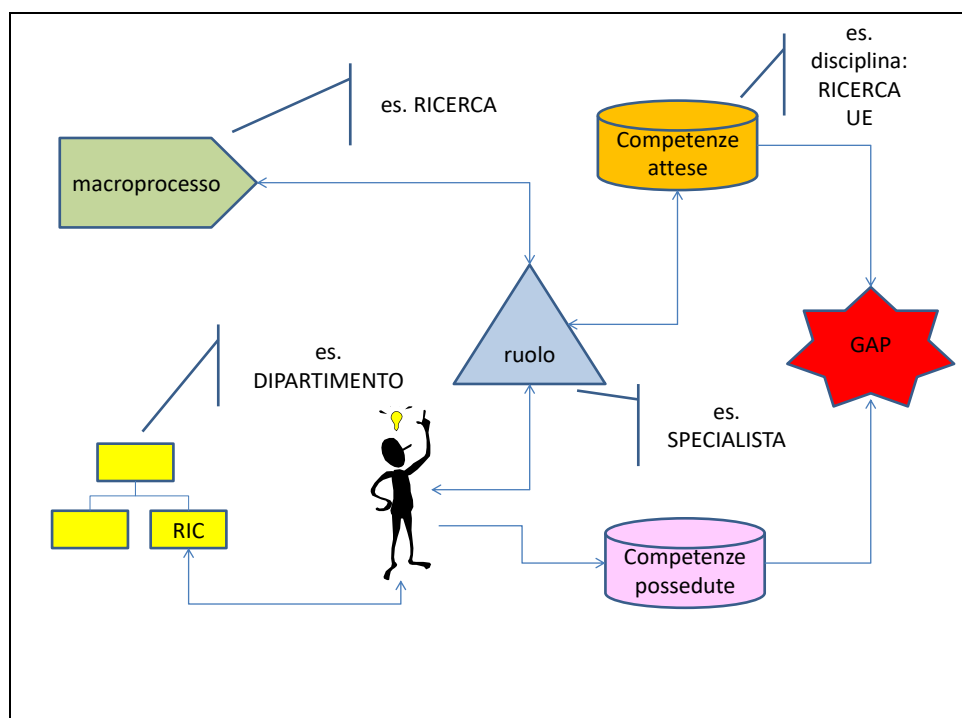 es.
disciplina:
RICERCA
UE
es. RICERCA
Competenze
attese
macroprocesso
ruolo
GAP
es.
DIPARTIMENTO
es.
SPECIALISTA
RIC
Competenze
possedute